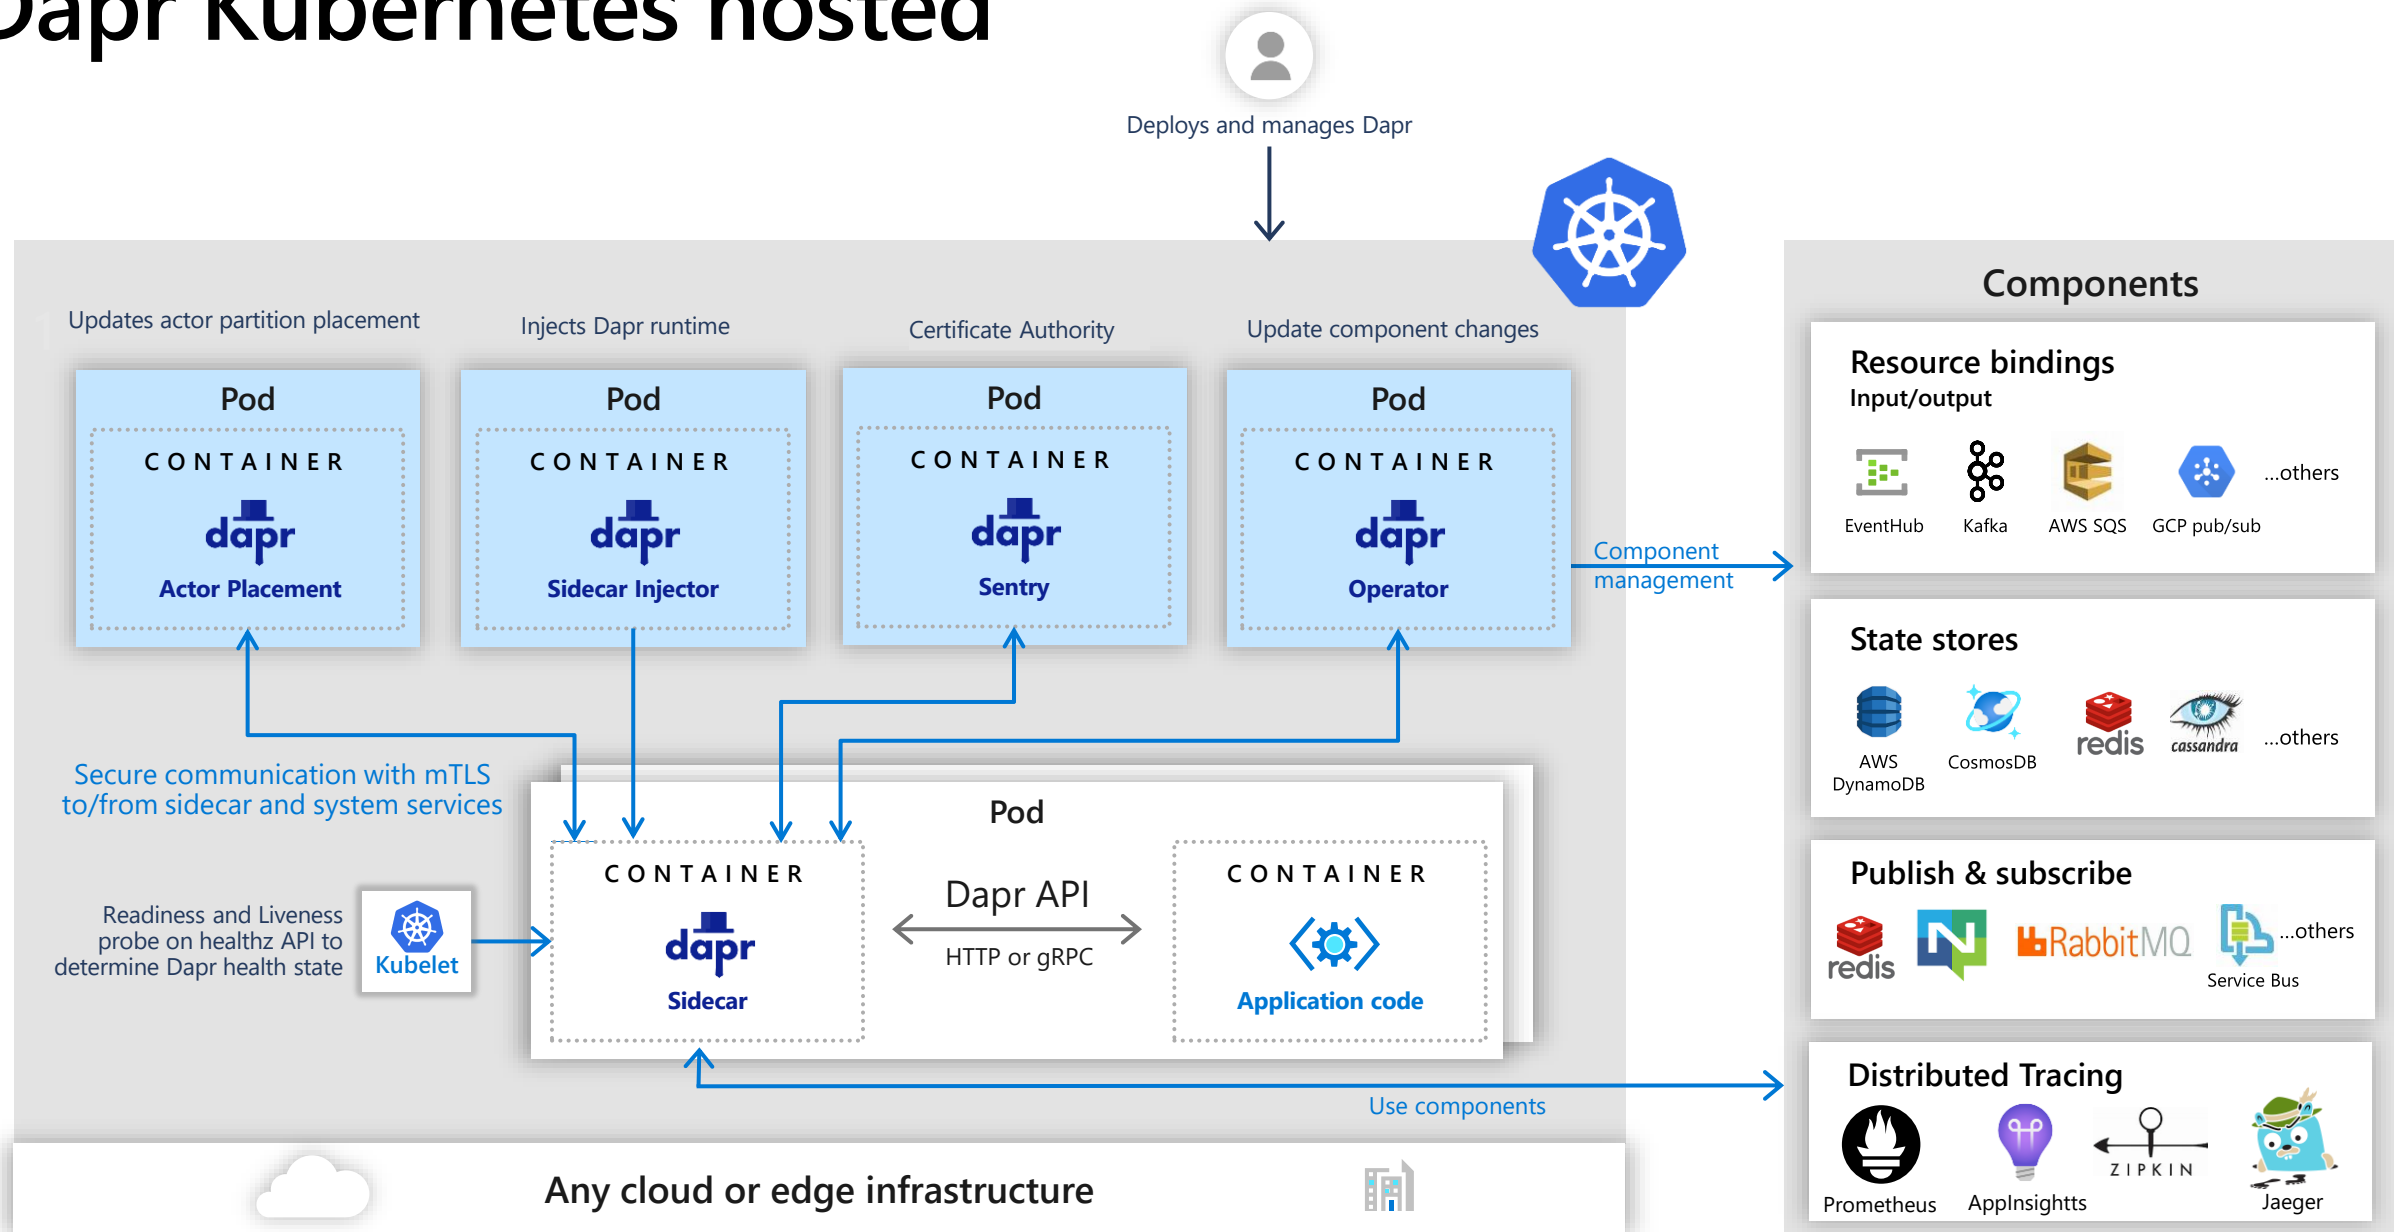 Dapr Kubernetes hosted
Deploys and manages Dapr
Updates actor partition placement
Injects Dapr runtime
Certificate Authority
Update component changes
Pod
CONTAINER
dapr
Actor Placement
Pod
CONTAINER
dapr
Sidecar Injector
Pod
CONTAINER
dapr
Sentry
Pod
CONTAINER
dapr
Operator
Component
management
Secure communication with mTLS
to/from sidecar and system services
Readiness and Liveness
probe on healthz API to
determine Dapr health state
Kubelet
Pod
CONTAINER
dapr
Sidecar
Dapr API
HTTP or gRPC
CONTAINER
Application code
Use components
Any cloud or edge infrastructure
Components
Resource bindings
Input/output
EventHub
Kafka
AWS SQS
GCP pub/sub
...others
State stores
AWS
DynamoDB
CosmosDB
redis
cassandra
...others
Publish & subscribe
redis
N
RabbitMQ
Service Bus
...others
Distributed Tracing
Prometheus
AppInsightts
ZIPKIN
Jaeger